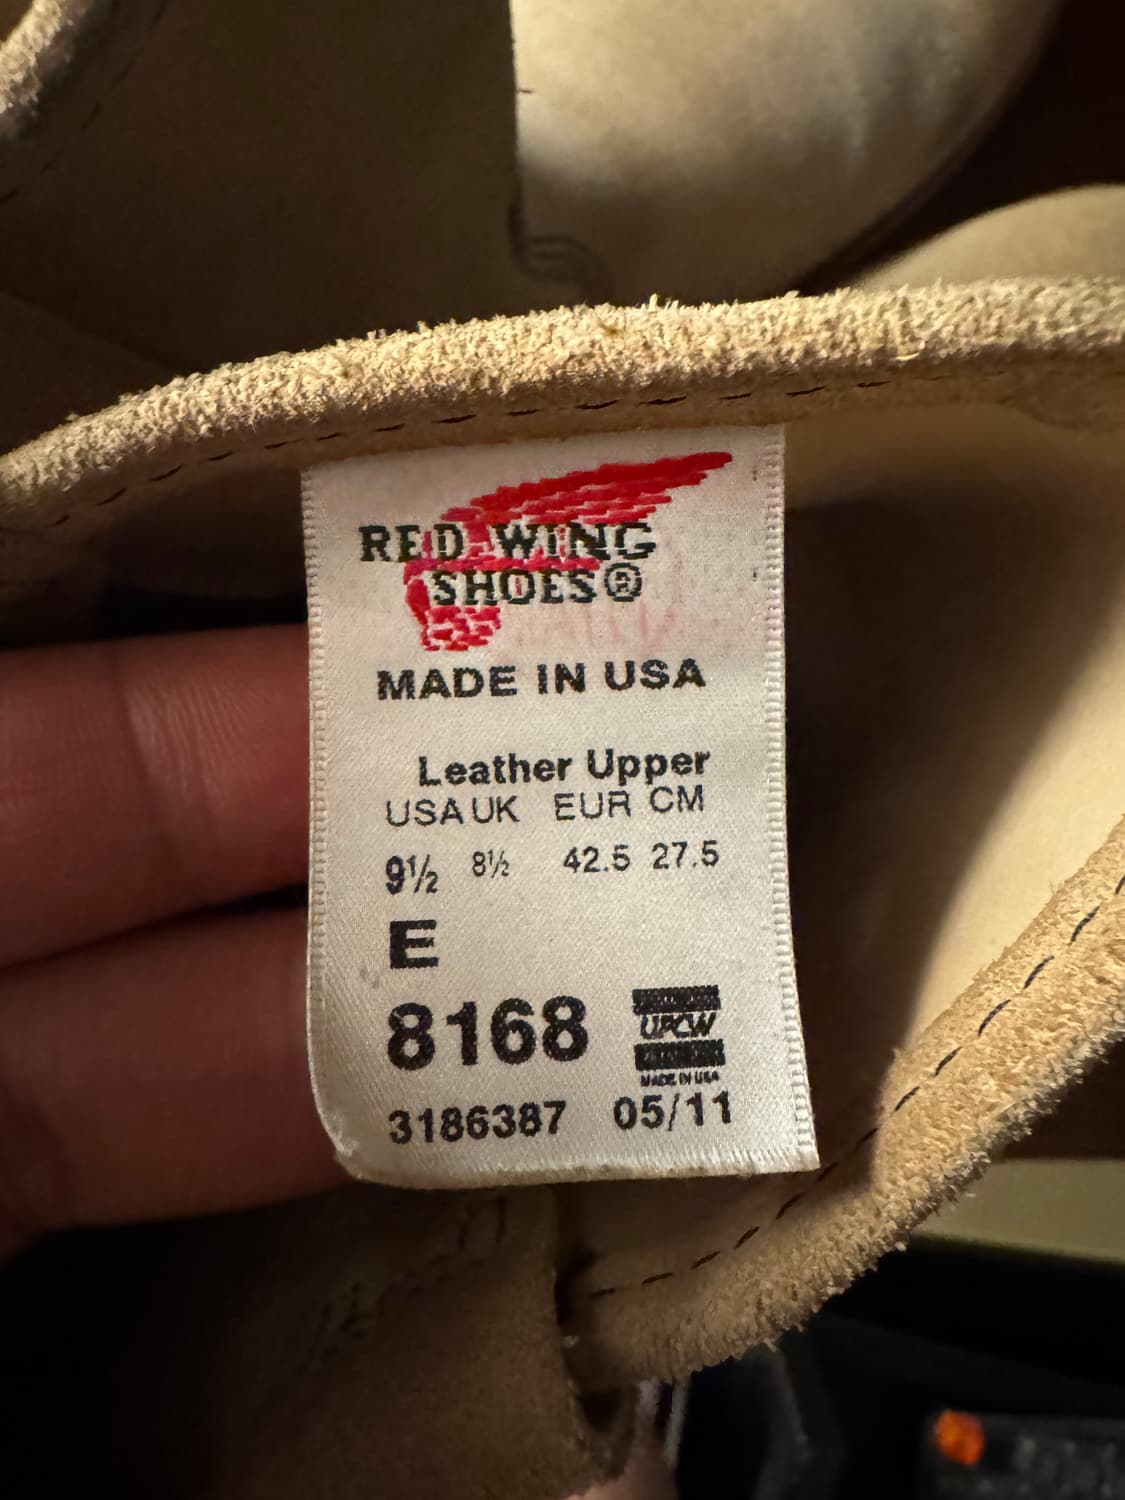 RED WING
SHOES®
MADE IN USA
Leather Upper
USA UK EUR CM
9½ 8½ 42.5 27.5
E
8168
UFCW
MADE IN USA
3186387 05/11